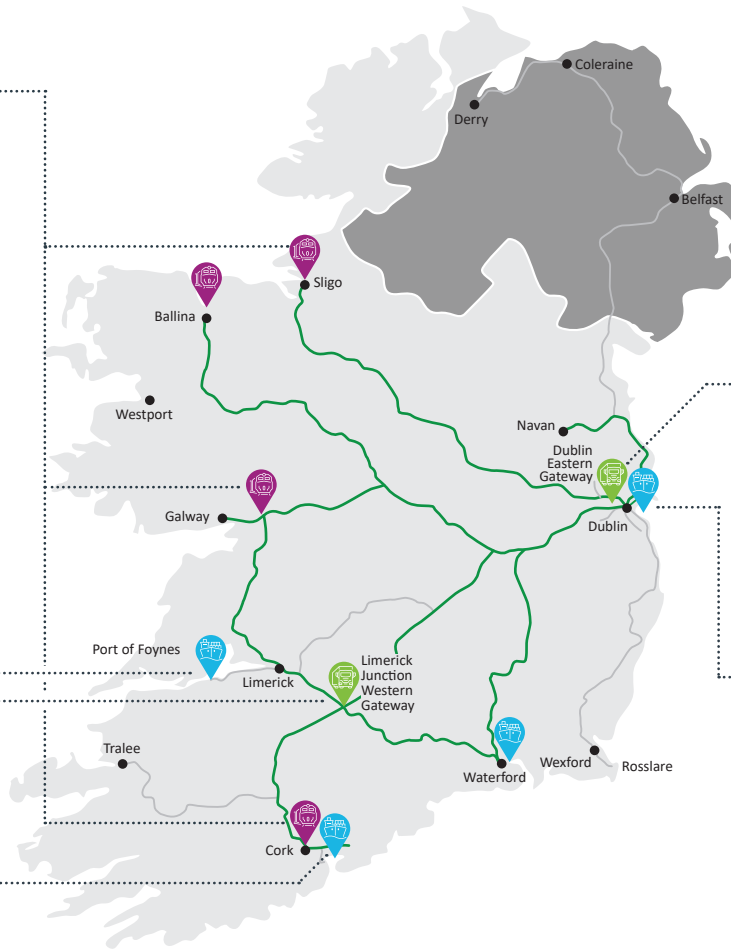 Coleraine
Derry
Belfast
Sligo
Ballina
Westport
Navan
Dublin
Eastern
Gateway
Galway
Dublin
Port of Foynes
Limerick
Limerick
Junction
Western
Gateway
Tralee
Waterford
Wexford
Rosslare
Cork